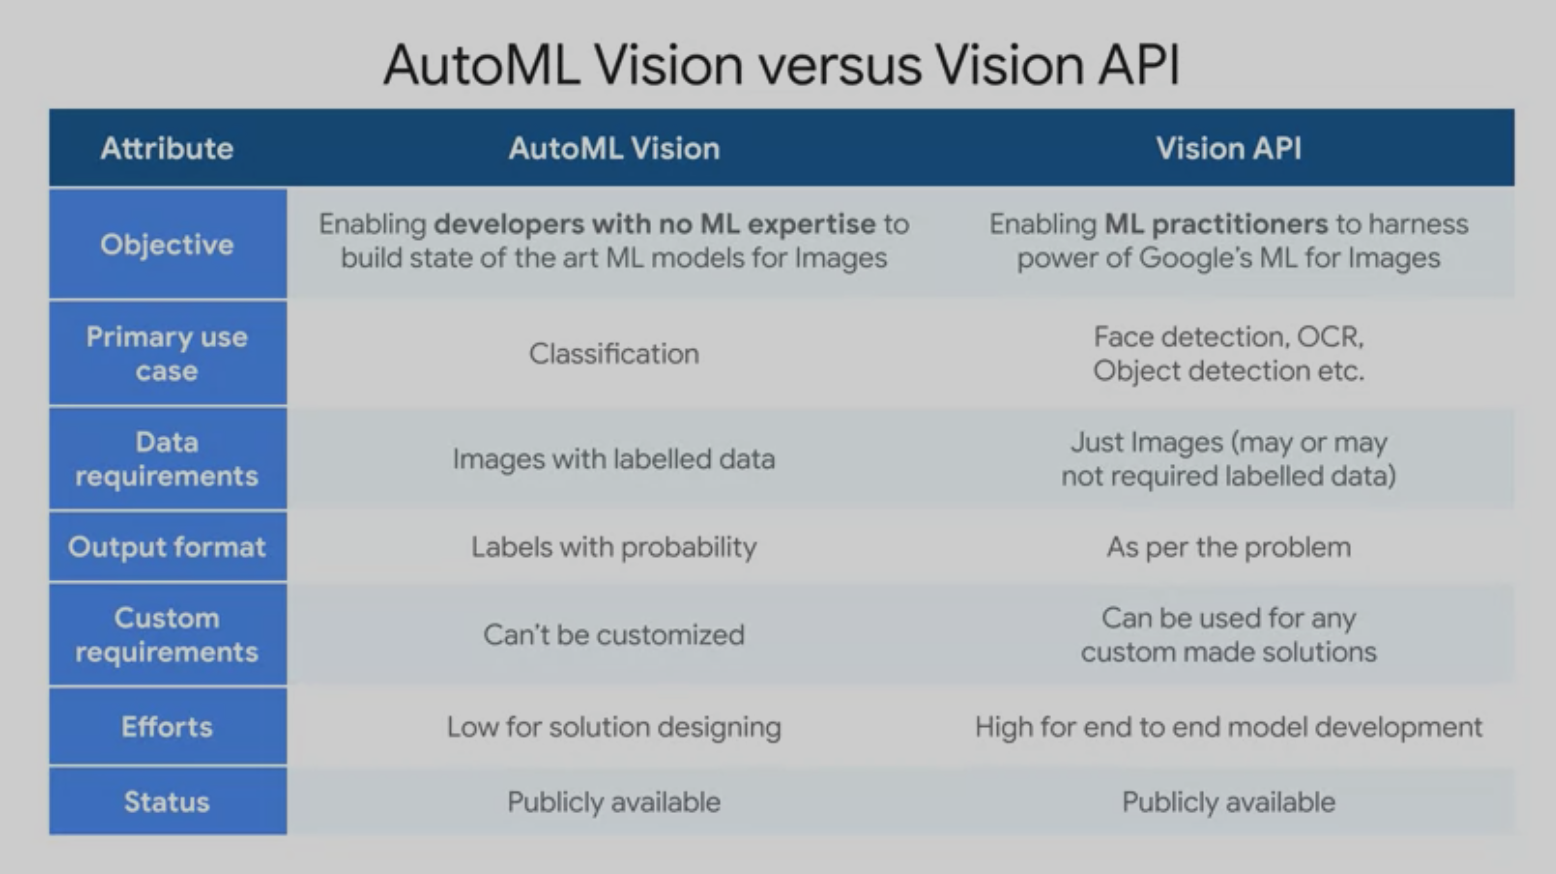 AutoML Vision versus Vision API
Attribute
AutoML Vision
Vision API
Objective
Enabling developers with no ML expertise to
build state of the art ML models for Images
Enabling ML practitioners to harness
power of Google's ML for Images
Primary use
case
Classification
Face detection, OCR,
Object detection etc.
Data
requirements
Images with labelled data
Just Images (may or may
not required labelled data)
Output format
Labels with probability
As per the problem
Custom
requirements
Can't be customized
Can be used for any
custom made solutions
Efforts
Low for solution designing
High for end to end model development
Status
Publicly available
Publicly available